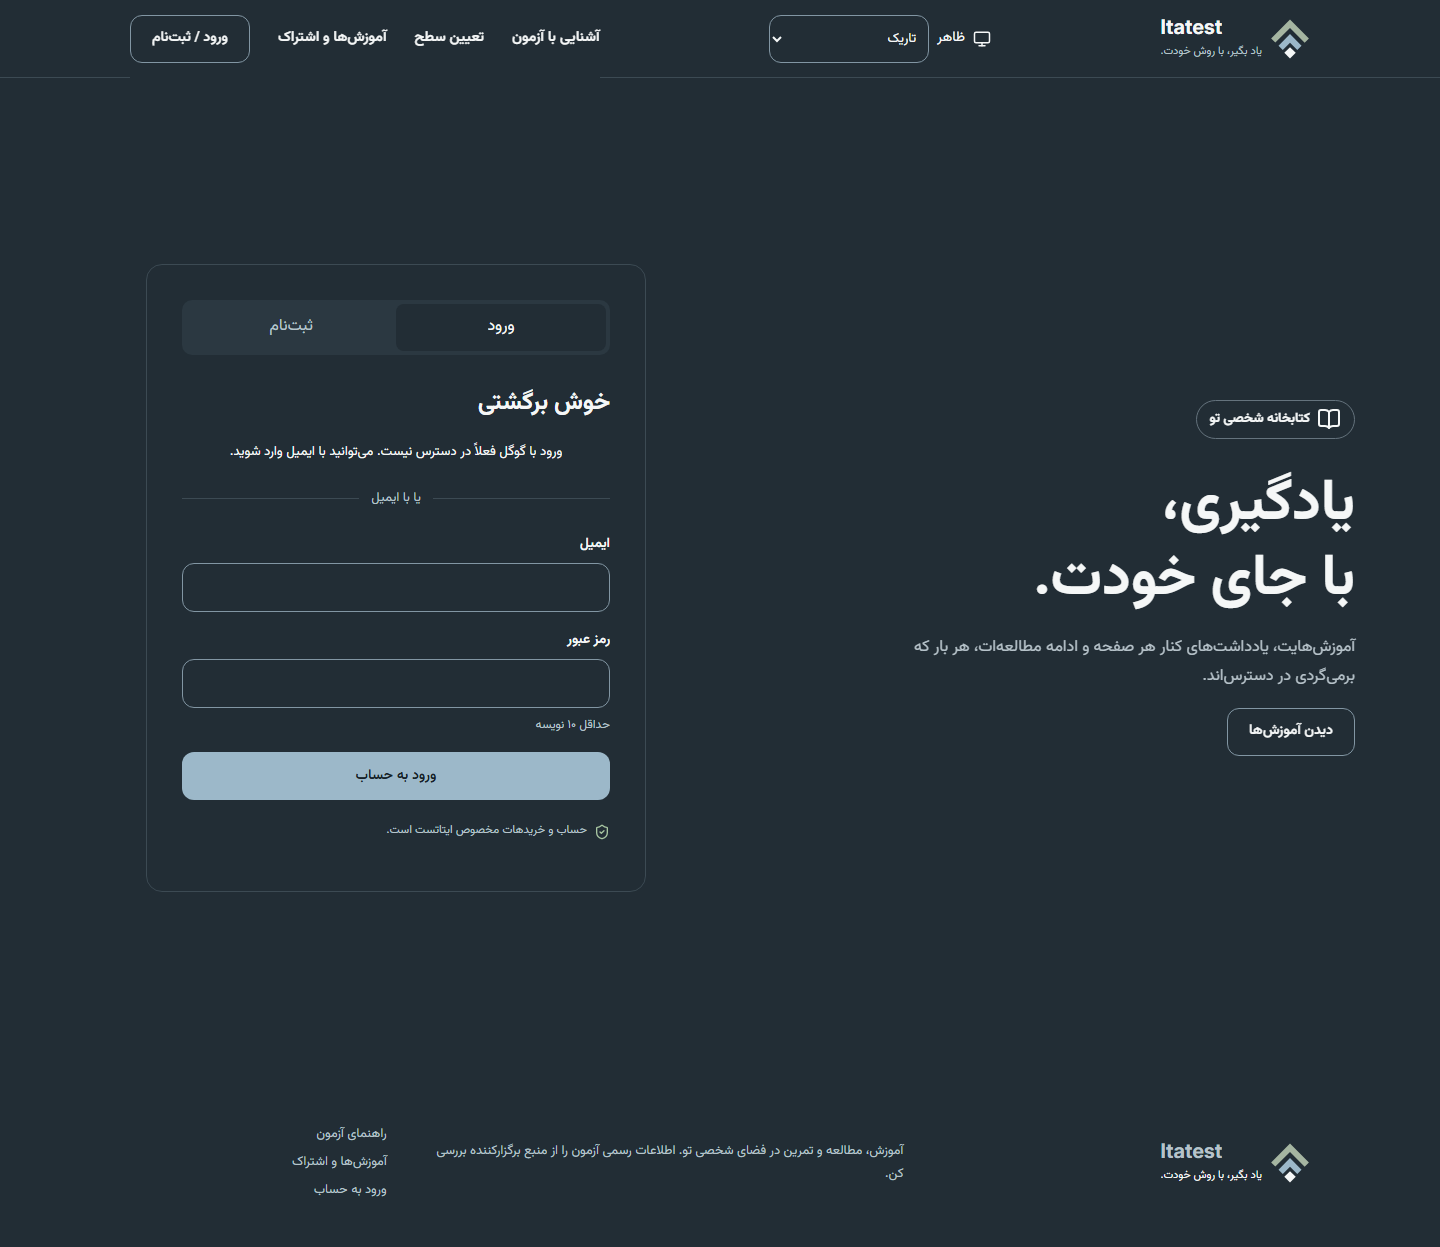 Itatest
یاد بگیر، با روش خودت.
ظاهر
تاریک
آشنایی با آزمون
تعیین سطح
آموزش‌ها و اشتراک
ورود / ثبت‌نام
کتابخانه شخصی تو
یادگیری،
با جای خودت.
آموزش‌هایت، یادداشت‌های کنار هر صفحه و ادامه مطالعه‌ات، هر بار که
برمی‌گردی در دسترس‌اند.
دیدن آموزش‌ها
ورود
ثبت‌نام
خوش برگشتی
ورود با گوگل فعلاً در دسترس نیست. می‌توانید با ایمیل وارد شوید.
یا با ایمیل
ایمیل
رمز عبور
حداقل ۱۰ نویسه
ورود به حساب
حساب و خریدهات مخصوص ایتاتست است.
Itatest
یاد بگیر، با روش خودت.
آموزش، مطالعه و تمرین در فضای شخصی تو. اطلاعات رسمی آزمون را از منبع برگزارکننده بررسی
کن.
راهنمای آزمون
آموزش‌ها و اشتراک
ورود به حساب